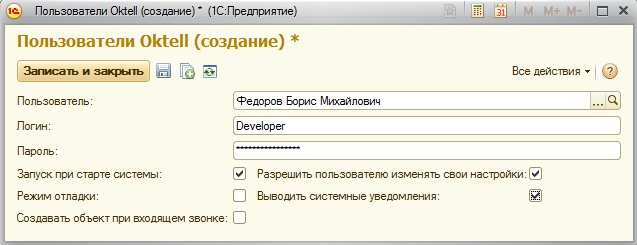 Пользователи Oktell (создание) * (1С:Предприятие) M M+ M-
Пользователи Oktell (создание) *
Записать и закрыть Все действия ?
Пользователь: Федоров Борис Михайлович ...
Логин: Developer
Пароль: ****************
Запуск при старте системы: Разрешить пользователю изменять свои настройки:
Режим отладки: Выводить системные уведомления:
Создавать объект при входящем звонке: